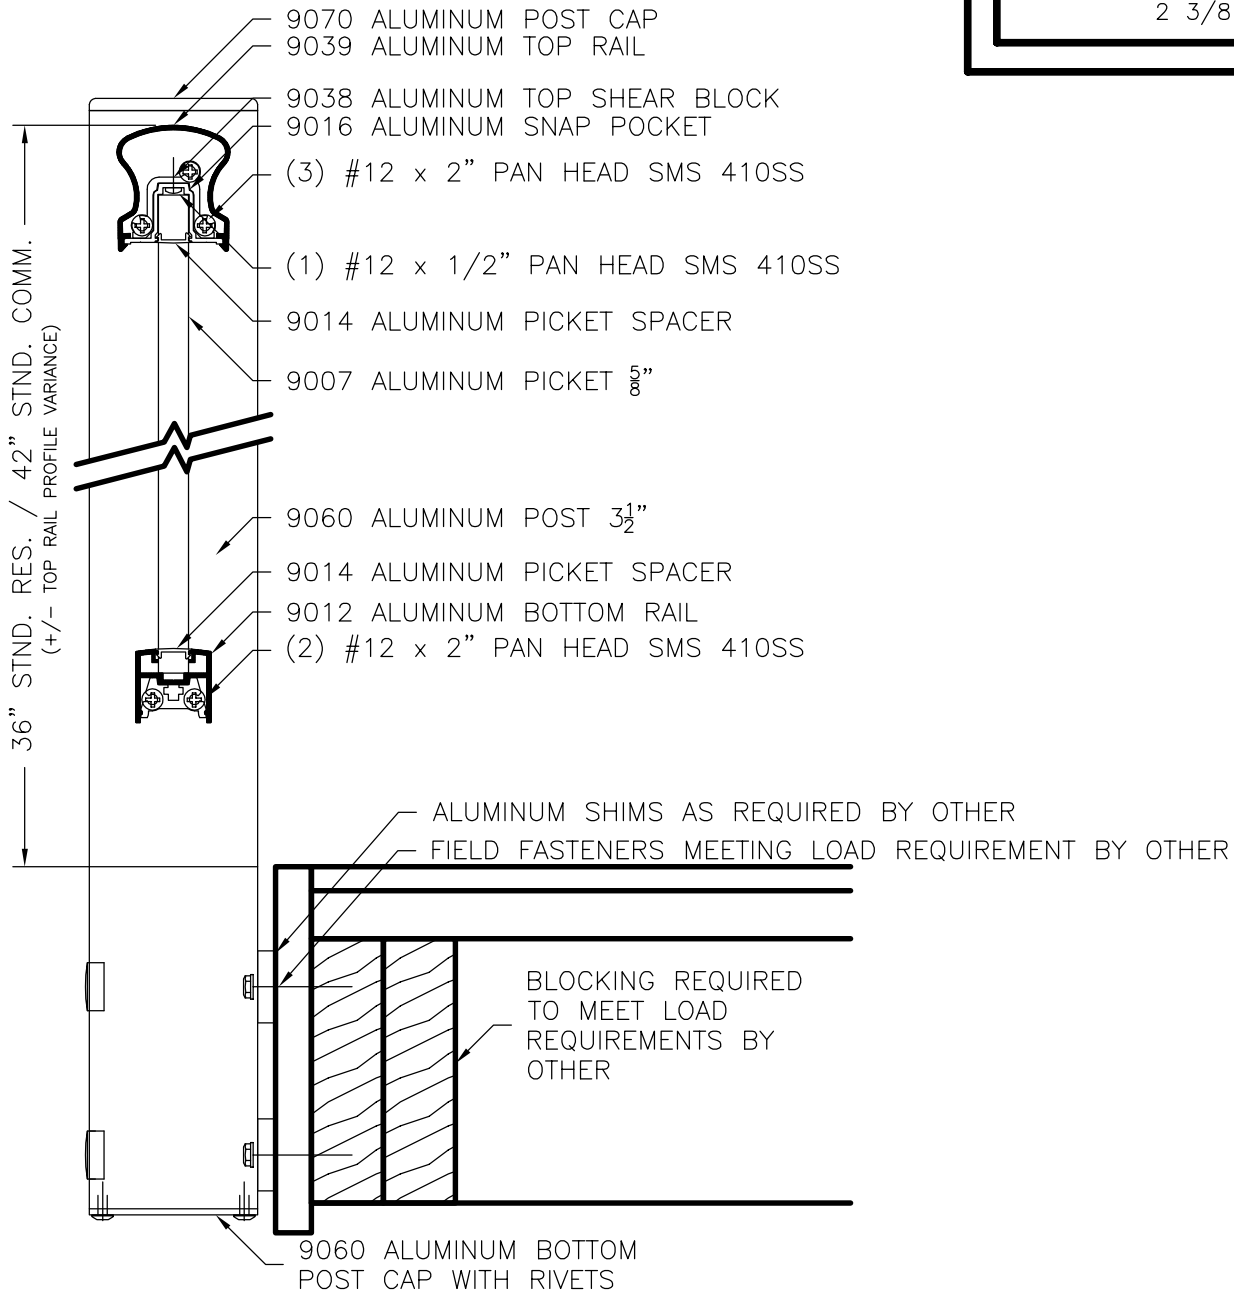 9070 ALUMINUM POST CAP
9039 ALUMINUM TOP RAIL
2 3/8
9038 ALUMINUM TOP SHEAR BLOCK
9016 ALUMINUM SNAP POCKET
(3) #12 x 2" PAN HEAD SMS 410SS
(1) #12 x 1/2" PAN HEAD SMS 410SS
9014 ALUMINUM PICKET SPACER
9007 ALUMINUM PICKET 5/8"
36" STND. RES. / 42" STND. COMM.
(+/- TOP RAIL PROFILE VARIANCE)
9060 ALUMINUM POST 3 1/2"
9014 ALUMINUM PICKET SPACER
9012 ALUMINUM BOTTOM RAIL
(2) #12 x 2" PAN HEAD SMS 410SS
ALUMINUM SHIMS AS REQUIRED BY OTHER
FIELD FASTENERS MEETING LOAD REQUIREMENT BY OTHER
BLOCKING REQUIRED
TO MEET LOAD
REQUIREMENTS BY
OTHER
9060 ALUMINUM BOTTOM
POST CAP WITH RIVETS